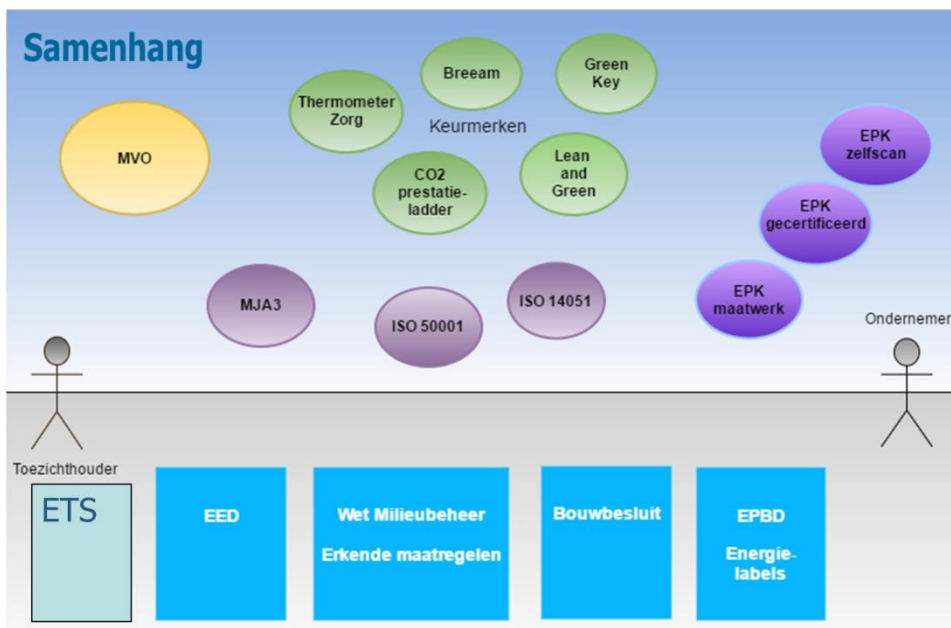 Samenhang
Breeam
Green
Key
Thermometer
Zorg
Keurmerken
MVO
CO2
prestatie-
ladder
Lean
and
Green
EPK
zelfscan
EPK
gecertificeerd
EPK
maatwerk
MJA3
ISO 50001
ISO 14051
Ondernemer
Toezichthouder
ETS
EED
Wet Milieubeheer
Erkende maatregelen
Bouwbesluit
EPBD
Energie-
labels